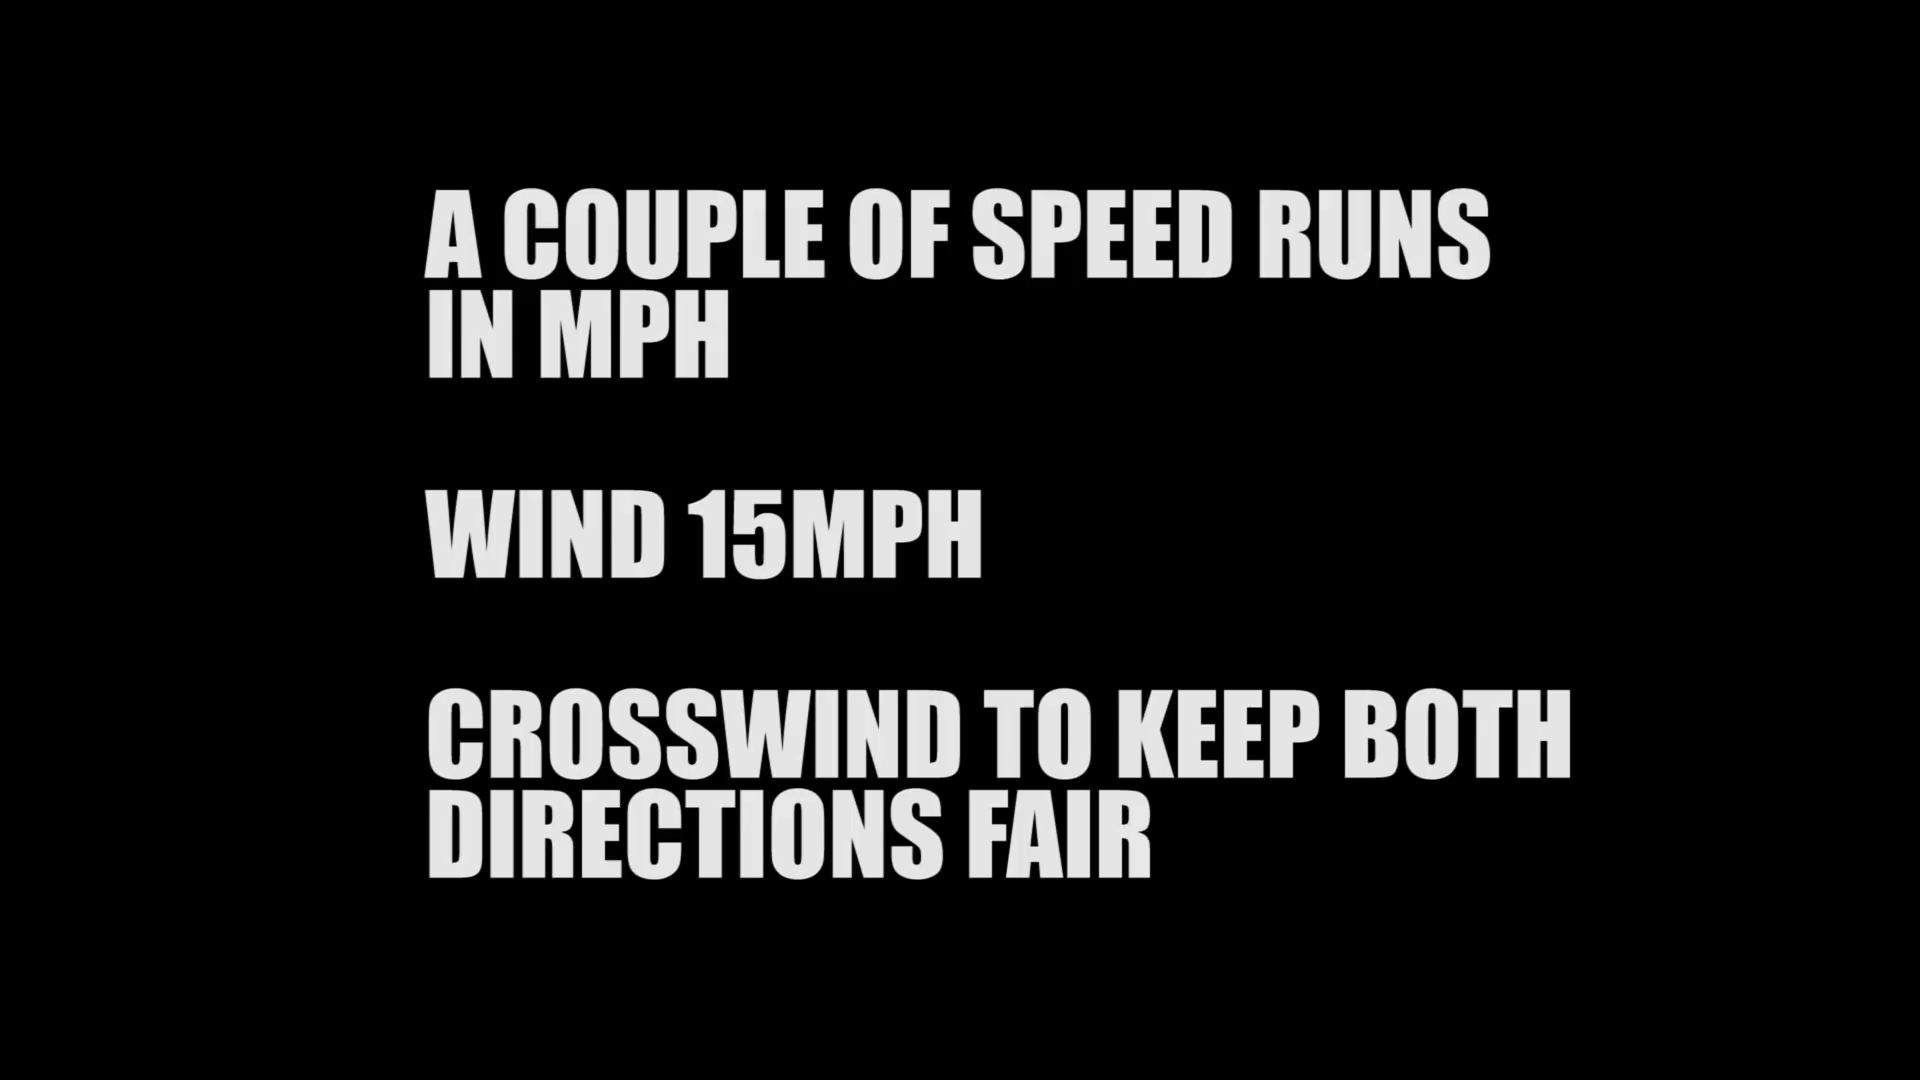 A COUPLE OF SPEED RUNS
IN MPH
WIND 15MPH
CROSSWIND TO KEEP BOTH
DIRECTIONS FAIR